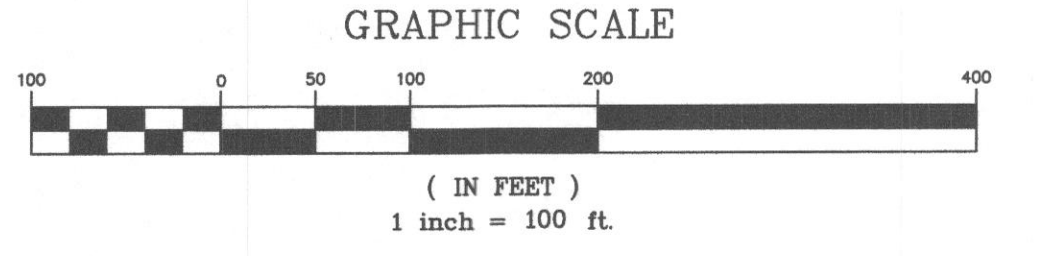 GRAPHIC SCALE
100 0 50 100 200 400
( IN FEET )
1 inch = 100 ft.